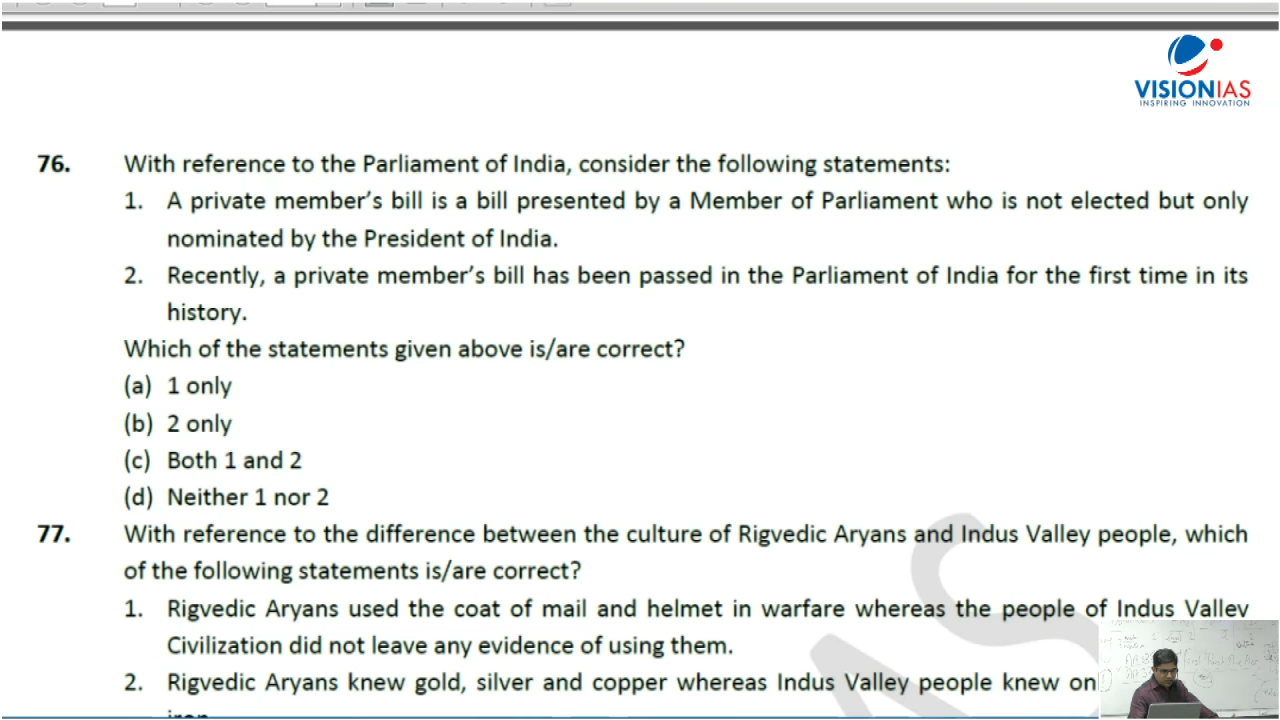 VISIONIAS
INSPIRING INNOVATION
76. With reference to the Parliament of India, consider the following statements:
1. A private member's bill is a bill presented by a Member of Parliament who is not elected but only
nominated by the President of India.
2. Recently, a private member's bill has been passed in the Parliament of India for the first time in its
history.
Which of the statements given above is/are correct?
(a) 1 only
(b) 2 only
(c) Both 1 and 2
(d) Neither 1 nor 2
77. With reference to the difference between the culture of Rigvedic Aryans and Indus Valley people, which
of the following statements is/are correct?
1. Rigvedic Aryans used the coat of mail and helmet in warfare whereas the people of Indus Valley
Civilization did not leave any evidence of using them.
2. Rigvedic Aryans knew gold, silver and copper whereas Indus Valley people knew on
iron